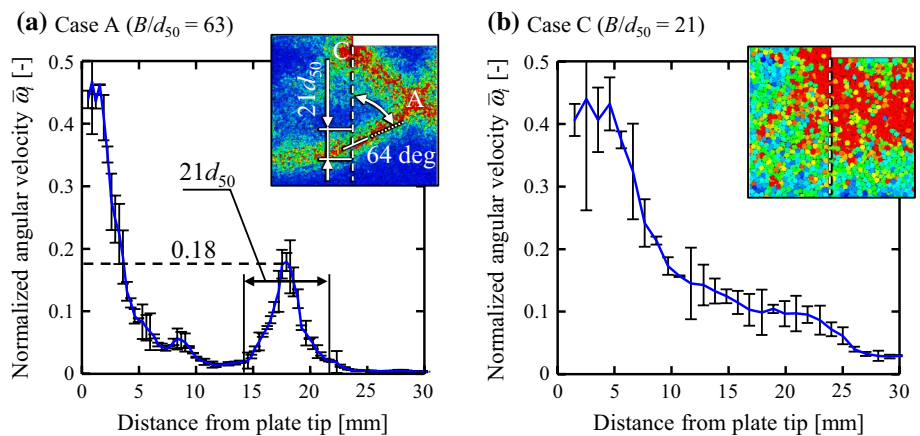 (a) Case A (B/d50 = 63)
Normalized angular velocity ω̄i [-]
0.5
0.4
0.3
0.2
0.1
0
0 5 10 15 20 25 30
Distance from plate tip [mm]
21d50
0.18
C
A
21d50
64 deg
(b) Case C (B/d50 = 21)
Normalized angular velocity ω̄i [-]
0.5
0.4
0.3
0.2
0.1
0
0 5 10 15 20 25 30
Distance from plate tip [mm]